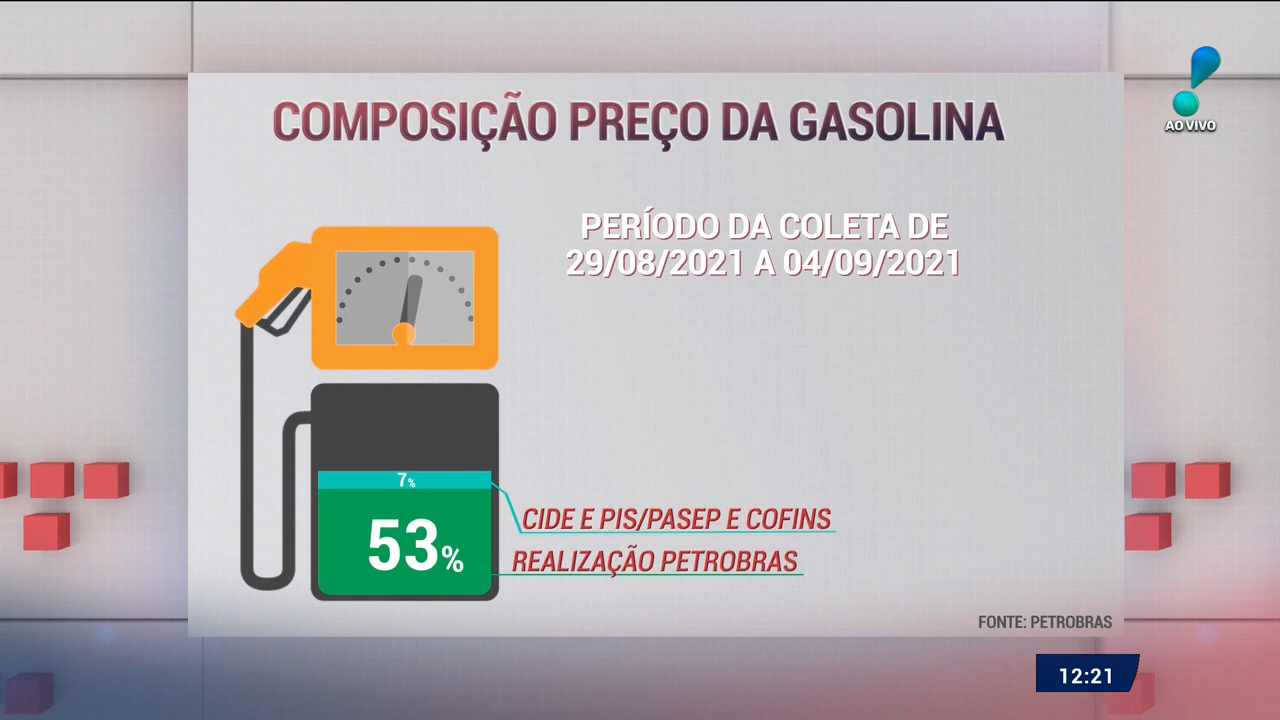 COMPOSIÇÃO PREÇO DA GASOLINA
AO VIVO
PERÍODO DA COLETA DE
29/08/2021 A 04/09/2021
7%
CIDE E PIS/PASEP E COFINS
53%
REALIZAÇÃO PETROBRAS
FONTE: PETROBRAS
12:21